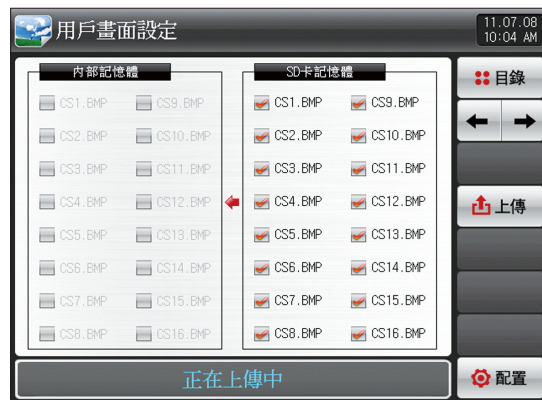 用戶畫面設定
11.07.08
10:04 AM
内部記憶體
CS1.BMP CS9.BMP
CS2.BMP CS10.BMP
CS3.BMP CS11.BMP
CS4.BMP CS12.BMP
CS5.BMP CS13.BMP
CS6.BMP CS14.BMP
CS7.BMP CS15.BMP
CS8.BMP CS16.BMP
SD卡記憶體
CS1.BMP CS9.BMP
CS2.BMP CS10.BMP
CS3.BMP CS11.BMP
CS4.BMP CS12.BMP
CS5.BMP CS13.BMP
CS6.BMP CS14.BMP
CS7.BMP CS15.BMP
CS8.BMP CS16.BMP
目錄
上傳
配置
正在上傳中